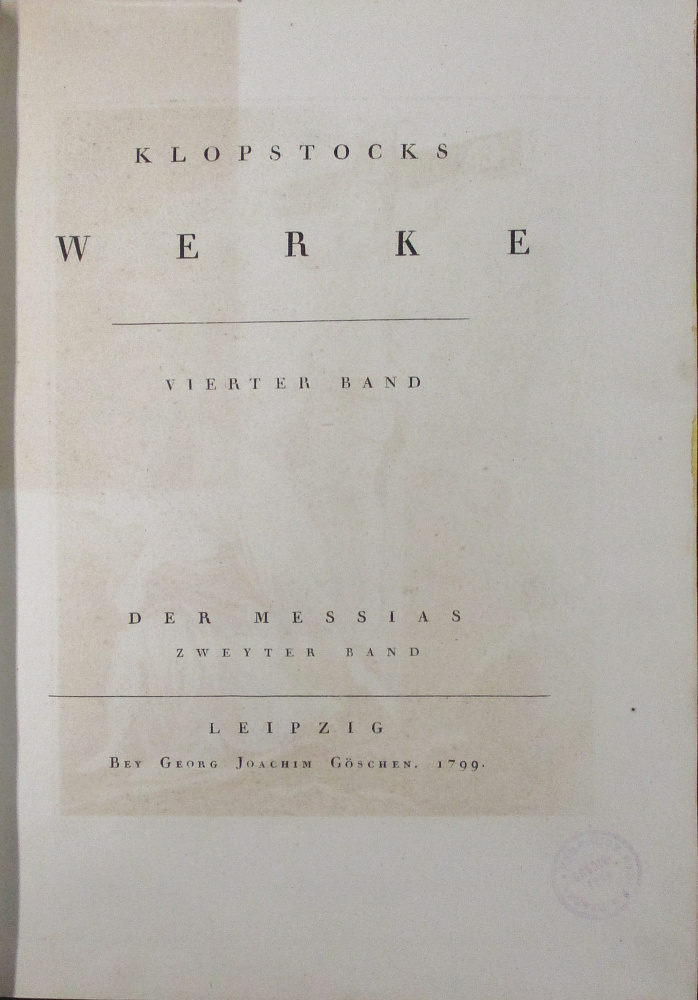 KLOPSTOCKS
WERKE
VIERTER BAND
DER MESSIAS
ZWEYTER BAND
LEIPZIG
BEY GEORG JOACHIM GÖSCHEN. 1799.